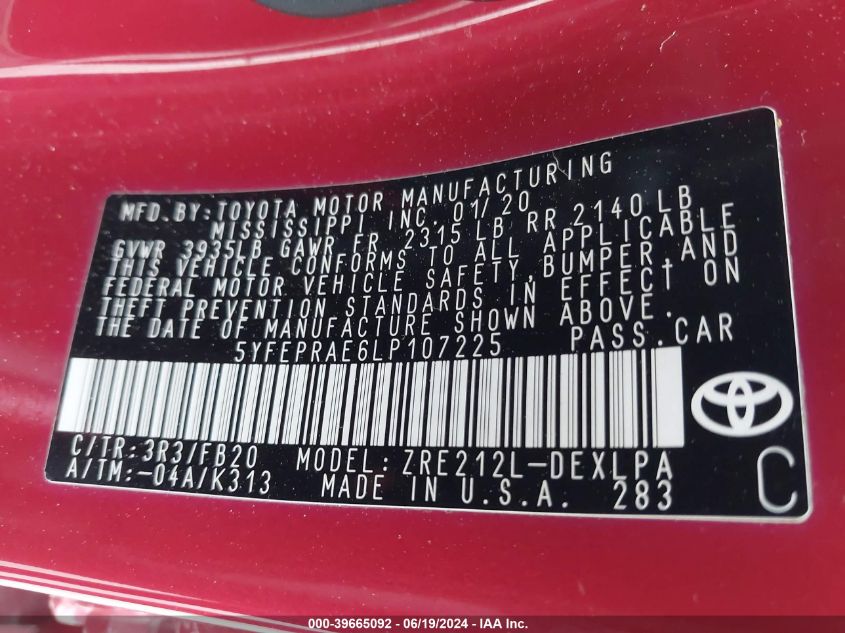 MFD.BY:TOYOTA MOTOR MANUFACTURING
MISSISSIPPI INC. 01/20
GVWR 3935LB GAWR FR 2315 LB RR 2140 LB
THIS VEHICLE CONFORMS TO ALL APPLICABLE
FEDERAL MOTOR VEHICLE SAFETY,BUMPER,AND
THEFT PREVENTION STANDARDS IN EFFECT ON
THE DATE OF MANUFACTURE SHOWN ABOVE.
5YFEPRAE6LP107225 PASS.CAR
C/TR:3R3/FB20 MODEL:ZRE212L-DEXLPA
A/TM:-04A/K313 MADE IN U.S.A. 283
C
000-39665092 - 06/19/2024 - IAA Inc.